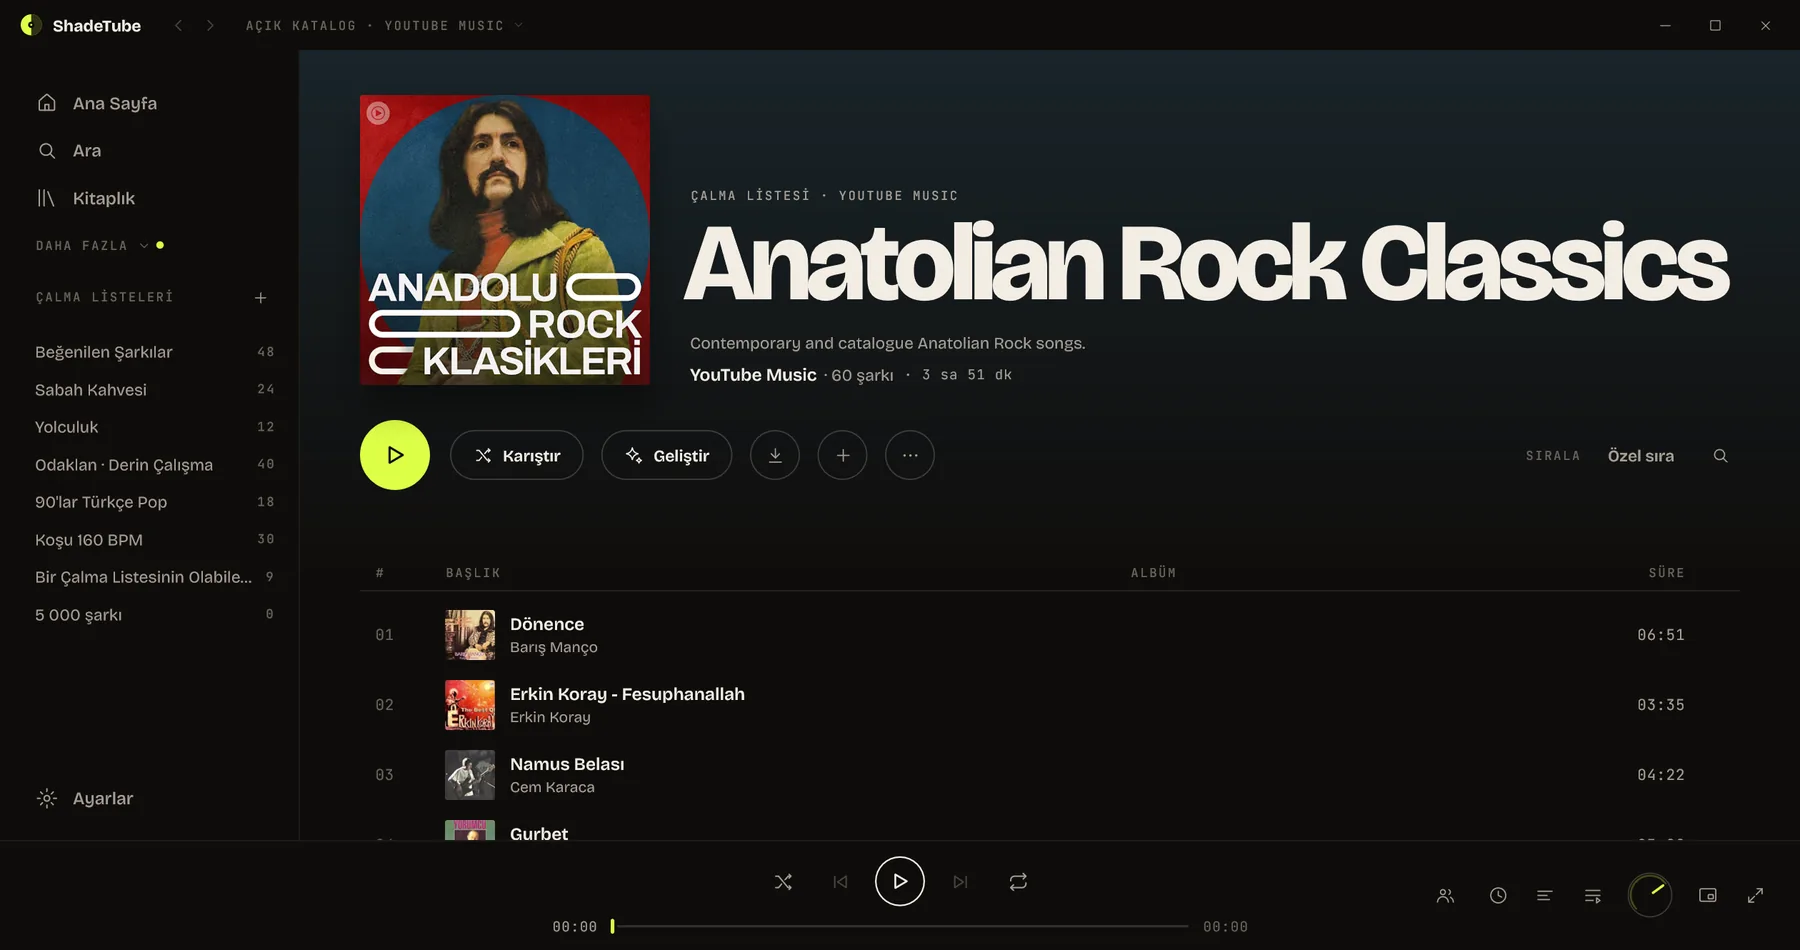 ShadeTube
AÇIK KATALOG · YOUTUBE MUSIC
Ana Sayfa
Ara
Kitaplık
DAHA FAZLA
ÇALMA LİSTELERİ
Beğenilen Şarkılar 48
Sabah Kahvesi 24
Yolculuk 12
Odaklan · Derin Çalışma 40
90'lar Türkçe Pop 18
Koşu 160 BPM 30
Bir Çalma Listesinin Olabile... 9
5 000 şarkı 0
Ayarlar
ANADOLU
ROCK
KLASİKLERİ
ÇALMA LİSTESİ · YOUTUBE MUSIC
Anatolian Rock Classics
Contemporary and catalogue Anatolian Rock songs.
YouTube Music · 60 şarkı · 3 sa 51 dk
Karıştır
Geliştir
SIRALA Özel sıra
# BAŞLIK ALBÜM SÜRE
01 Dönence 06:51
Barış Manço
02 Erkin Koray - Fesuphanallah 03:35
Erkin Koray
03 Namus Belası 04:22
Cem Karaca
Gurbet
00:00 00:00